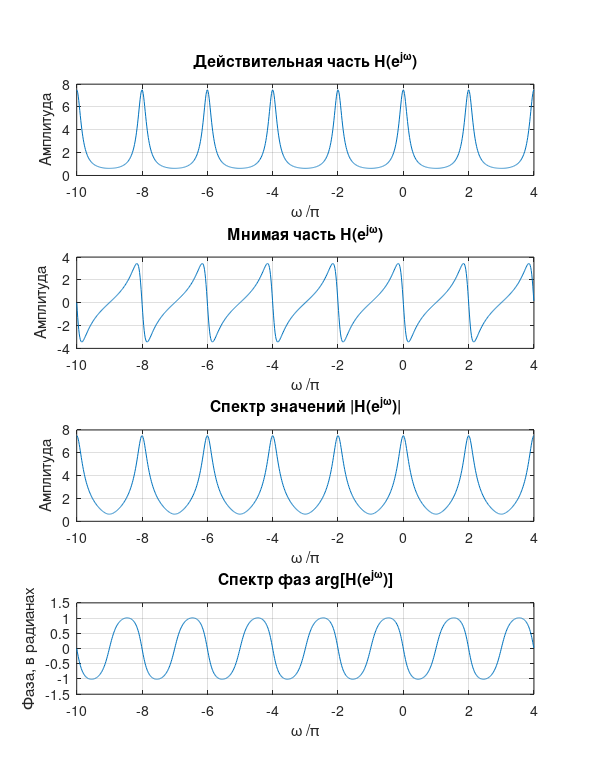 Действительная часть H(e^jω)
Амплитуда
8
6
4
2
0
-10 -8 -6 -4 -2 0 2 4
ω /π
Мнимая часть H(e^jω)
Амплитуда
4
2
0
-2
-4
-10 -8 -6 -4 -2 0 2 4
ω /π
Спектр значений |H(e^jω)|
Амплитуда
8
6
4
2
0
-10 -8 -6 -4 -2 0 2 4
ω /π
Спектр фаз arg[H(e^jω)]
Фаза, в радианах
1.5
1
0.5
0
-0.5
-1
-1.5
-10 -8 -6 -4 -2 0 2 4
ω /π